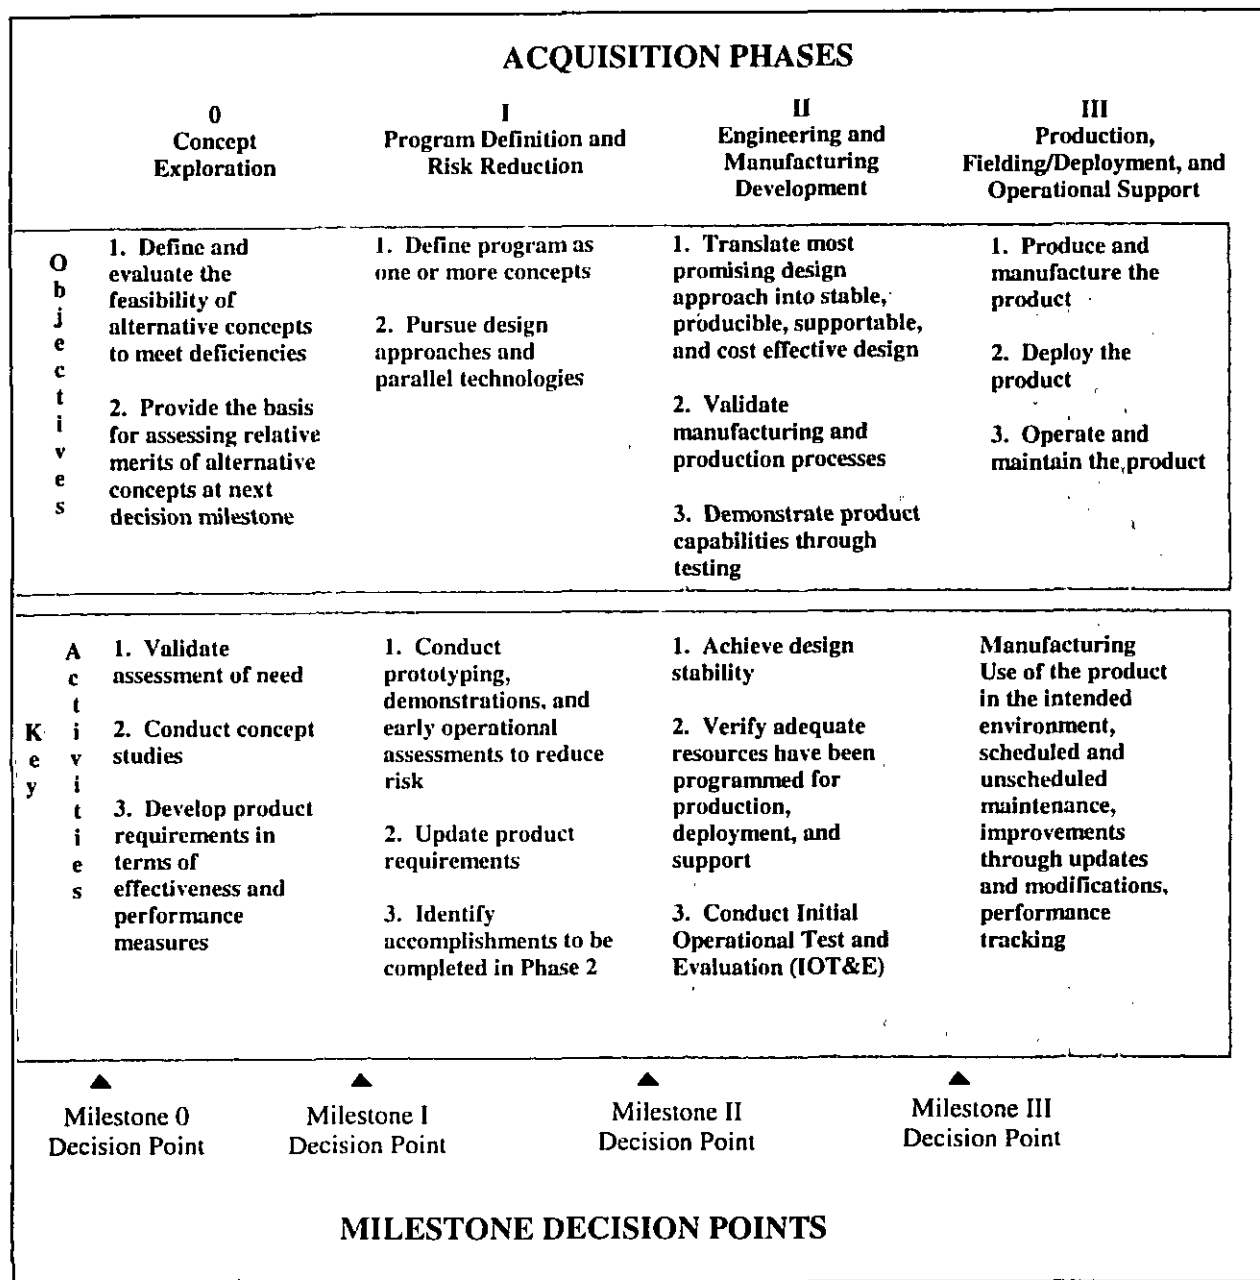 ACQUISITION PHASES
0
Concept
Exploration
I
Program Definition and
Risk Reduction
II
Engineering and
Manufacturing
Development
III
Production,
Fielding/Deployment, and
Operational Support
Objectives
1. Define and
evaluate the
feasibility of
alternative concepts
to meet deficiencies
2. Provide the basis
for assessing relative
merits of alternative
concepts at next
decision milestone
1. Define program as
one or more concepts
2. Pursue design
approaches and
parallel technologies
1. Translate most
promising design
approach into stable,
producible, supportable,
and cost effective design
2. Validate
manufacturing and
production processes
3. Demonstrate product
capabilities through
testing
1. Produce and
manufacture the
product
2. Deploy the
product
3. Operate and
maintain the product
Key
Activities
1. Validate
assessment of need
2. Conduct concept
studies
3. Develop product
requirements in
terms of
effectiveness and
performance
measures
1. Conduct
prototyping,
demonstrations, and
early operational
assessments to reduce
risk
2. Update product
requirements
3. Identify
accomplishments to be
completed in Phase 2
1. Achieve design
stability
2. Verify adequate
resources have been
programmed for
production,
deployment, and
support
3. Conduct Initial
Operational Test and
Evaluation (IOT&E)
Manufacturing
Use of the product
in the intended
environment,
scheduled and
unscheduled
maintenance,
improvements
through updates
and modifications,
performance
tracking
Milestone 0
Decision Point
Milestone I
Decision Point
Milestone II
Decision Point
Milestone III
Decision Point
MILESTONE DECISION POINTS